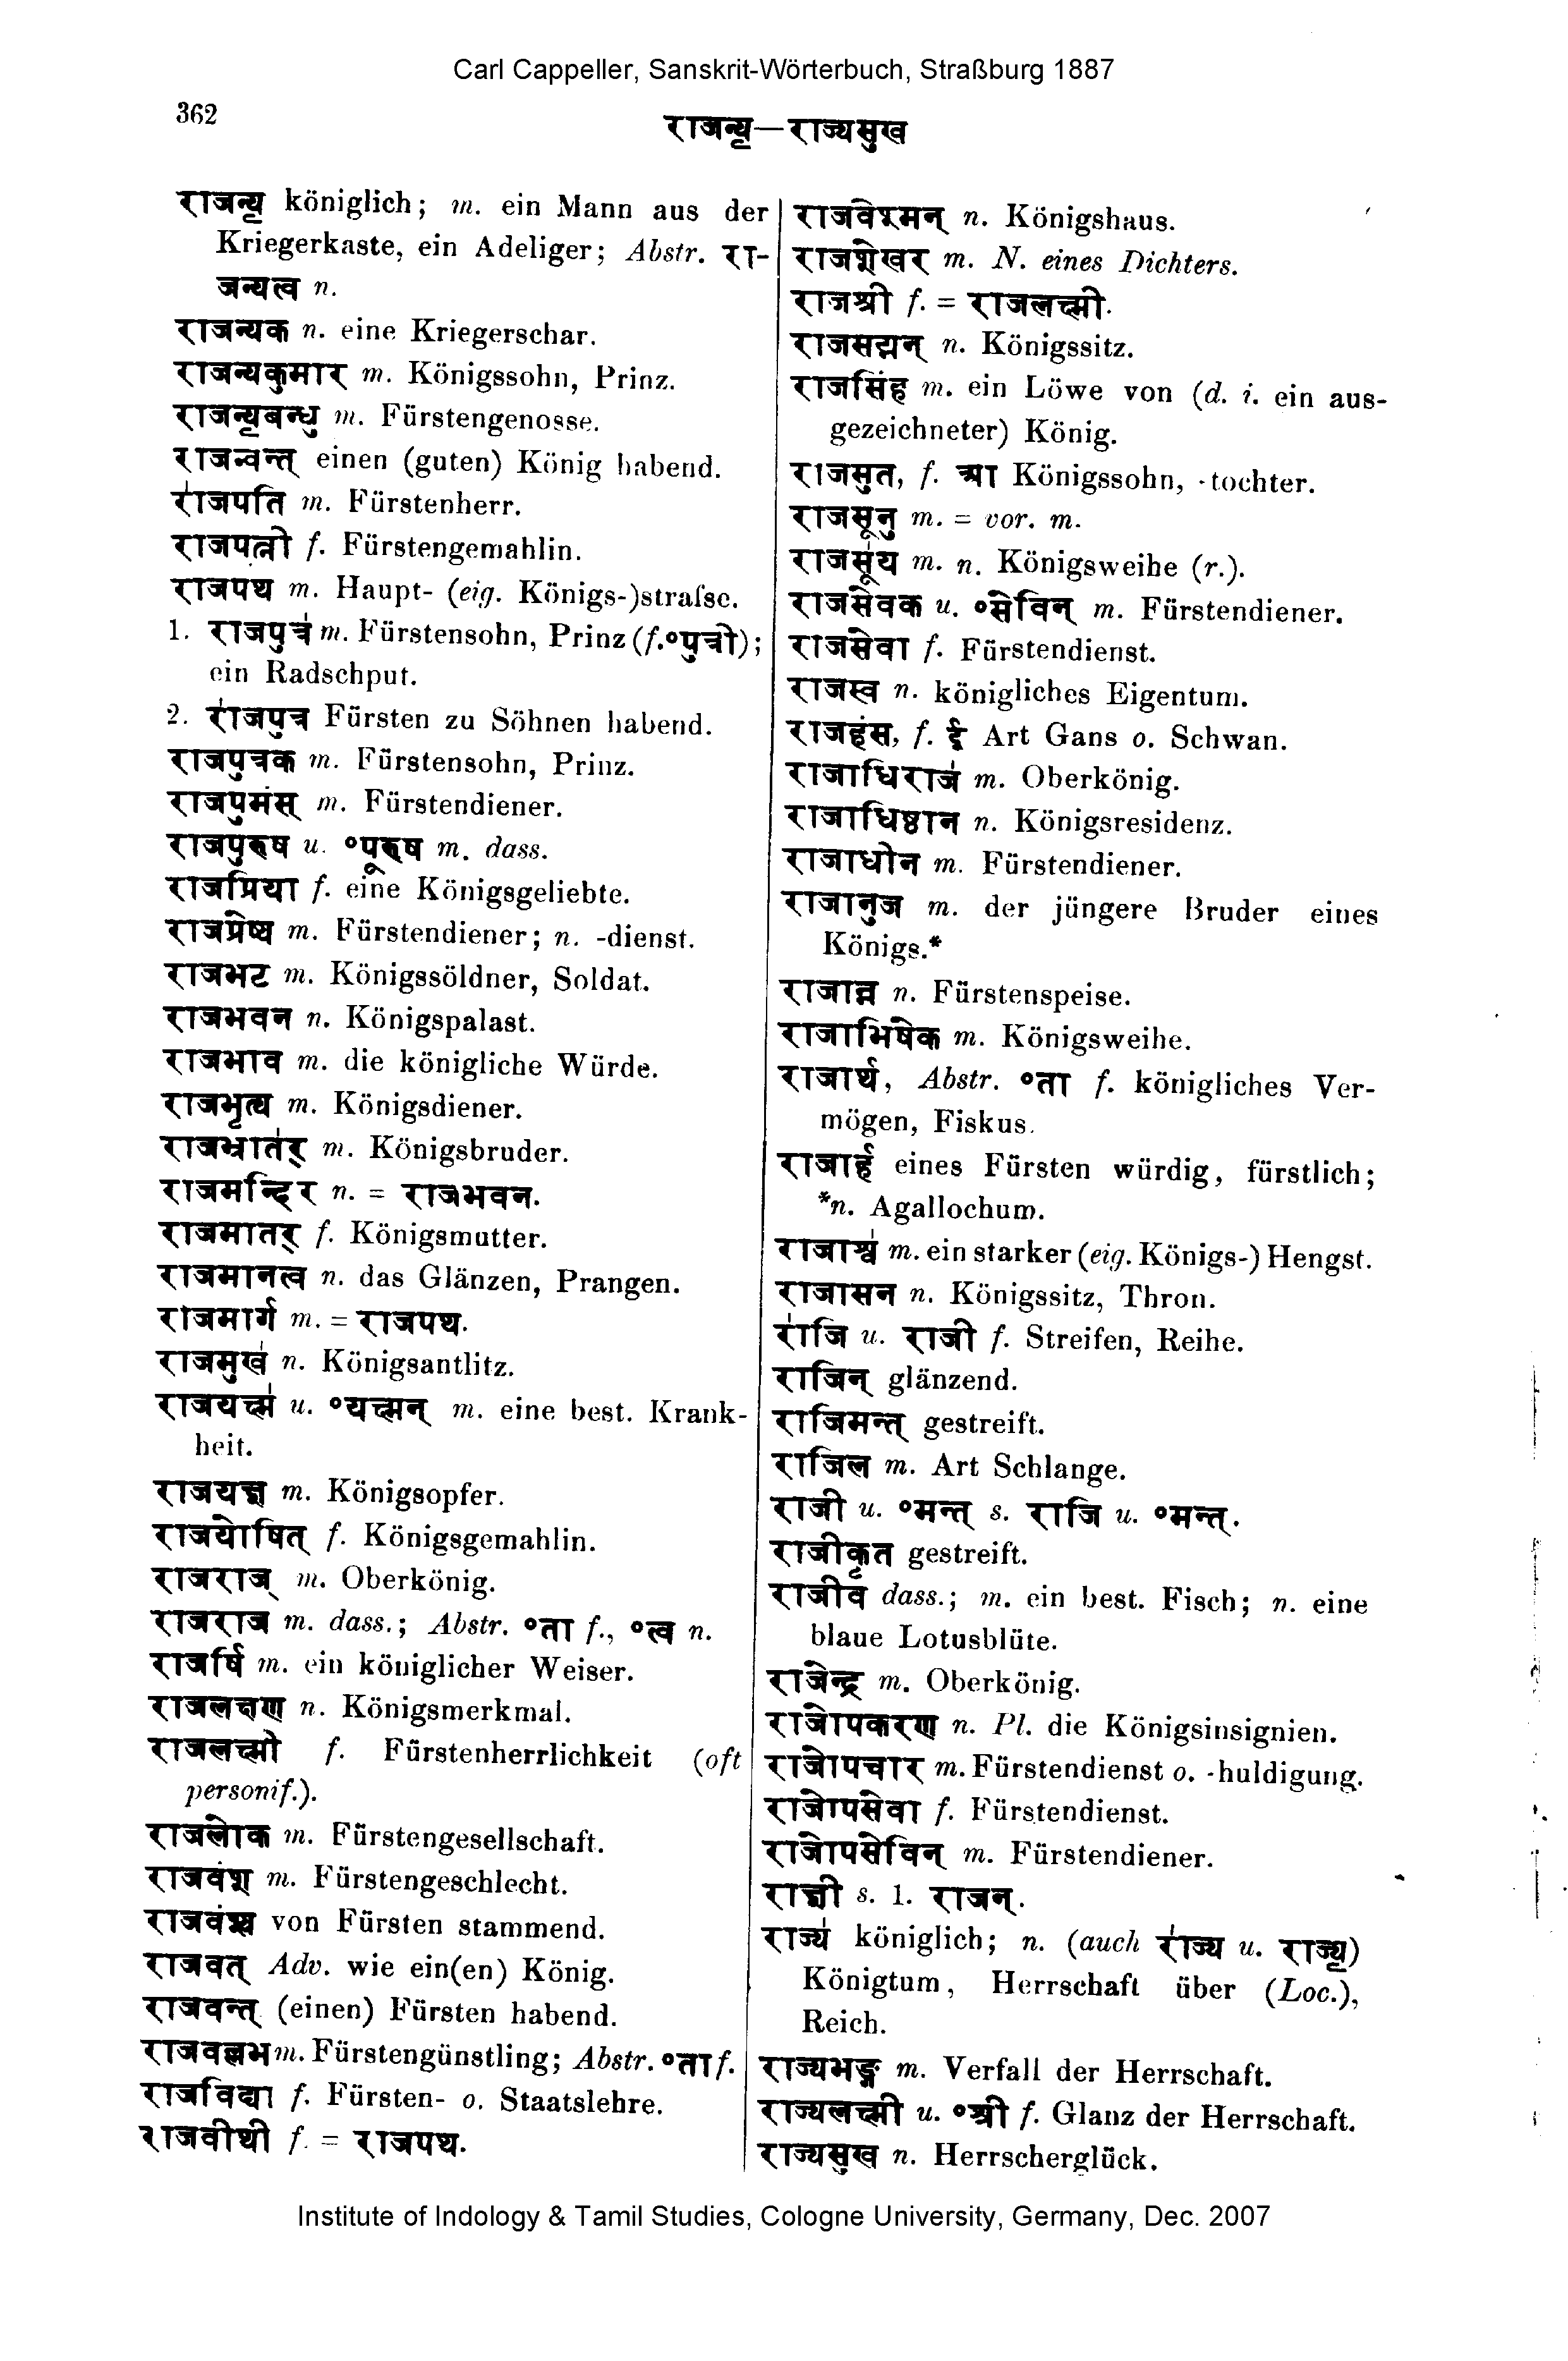 Carl Cappeller, Sanskrit-Wörterbuch, Straßburg 1887
362
राजन्य॒—राज्यसुख
राजन्य॒ königlich; m. ein Mann aus der
Kriegerkaste, ein Adeliger; Abstr. रा-
जन्यत्व n.
राजन्यक n. eine Kriegerschar.
राजन्यकुमार m. Königssohn, Prinz.
राजन्य॒बन्धु m. Fürstengenosse.
राजन्वन्त् einen (guten) König habend.
रा॑जपति m. Fürstenherr.
राजपत्नी f. Fürstengemahlin.
राजपथ m. Haupt- (eig. Königs-)strafse.
1. राजपुत्र॑ m. Fürstensohn, Prinz (f. °पुत्री);
ein Radschput.
2. रा॑जपुत्र Fürsten zu Söhnen habend.
राजपुत्रक m. Fürstensohn, Prinz.
राजपुमंस् m. Fürstendiener.
राजपुरुष u. °पूरुष m. dass.
राजप्रिया f. eine Königsgeliebte.
राजप्रेष्य m. Fürstendiener; n. -dienst.
राजभट m. Königssöldner, Soldat.
राजभवन n. Königspalast.
राजभाव m. die königliche Würde.
राजभृत्य m. Königsdiener.
राजभ्रात॑र् m. Königsbruder.
राजमन्दिर n. = राजभवन.
राजमातर् f. Königsmutter.
राजमानत्व n. das Glänzen, Prangen.
राजमार्ग m. = राजपथ.
राजमुख॑ n. Königsantlitz.
राजयक्ष्म॑ u. °यक्ष्मन् m. eine best. Krank-
heit.
राजयज्ञ m. Königsopfer.
राजयोषित् f. Königsgemahlin.
राजराज् m. Oberkönig.
राजराज m. dass.; Abstr. °ता f., °त्व n.
राजर्षि m. ein königlicher Weiser.
राजलक्षण n. Königsmerkmal.
राजलक्ष्मी f. Fürstenherrlichkeit (oft
personif.).
राजलोक m. Fürstengesellschaft.
राजवंश m. Fürstengeschlecht.
राजवंश्य von Fürsten stammend.
राजवत् Adv. wie ein(en) König.
राजवन्त् (einen) Fürsten habend.
राजवल्लभ m. Fürstengünstling; Abstr. °ता f.
राजविद्या f. Fürsten- o. Staatslehre.
राजवीथी f. = राजपथ.
राजवेश्मन् n. Königshaus.
राजशेखर m. N. eines Dichters.
राजश्री f. = राजलक्ष्मी.
राजसद्मन् n. Königssitz.
राजसिंह m. ein Löwe von (d. i. ein aus-
gezeichneter) König.
राजसुत, f. आ Königssohn, -tochter.
राजसूनु m. = vor. m.
राजसू॑य m. n. Königsweihe (r.).
राजसेवक u. °सेविन् m. Fürstendiener.
राजसेवा f. Fürstendienst.
राजस्व n. königliches Eigentum.
राजहंस, f. ई Art Gans o. Schwan.
राजाधिराज॑ m. Oberkönig.
राजाधिष्ठान n. Königsresidenz.
राजाधीन m. Fürstendiener.
राजानुज m. der jüngere Bruder eines
Königs.*
राजान्न n. Fürstenspeise.
राजाभिषेक m. Königsweihe.
राजार्थ, Abstr. °ता f. königliches Ver-
mögen, Fiskus.
राजार्ह eines Fürsten würdig, fürstlich;
*n. Agallochum.
राजाश्व॑ m. ein starker (eig. Königs-) Hengst.
राजासन n. Königssitz, Thron.
रा॑जि u. राजी f. Streifen, Reihe.
राजिन् glänzend.
राजिमन्त् gestreift.
राजिल m. Art Schlange.
राजी u. °मन्त् s. राजि u. °मन्त्.
राजीकृत gestreift.
राजीव॑ dass.; m. ein best. Fisch; n. eine
blaue Lotusblüte.
राजेन्द्र m. Oberkönig.
राजोपकरण n. Pl. die Königsinsignien.
राजोपचार m. Fürstendienst o. -huldigung.
राजोपसेवा f. Fürstendienst.
राजोपसेविन् m. Fürstendiener.
राज्ञी s. 1. राजन्.
राज्य॑ königlich; n. (auch रा॑ज्य u. राज्य॒)
Königtum, Herrschaft über (Loc.),
Reich.
राज्यभङ्ग m. Verfall der Herrschaft.
राज्यलक्ष्मी u. °श्री f. Glanz der Herrschaft.
राज्यसुख n. Herrscherglück.
Institute of Indology & Tamil Studies, Cologne University, Germany, Dec. 2007